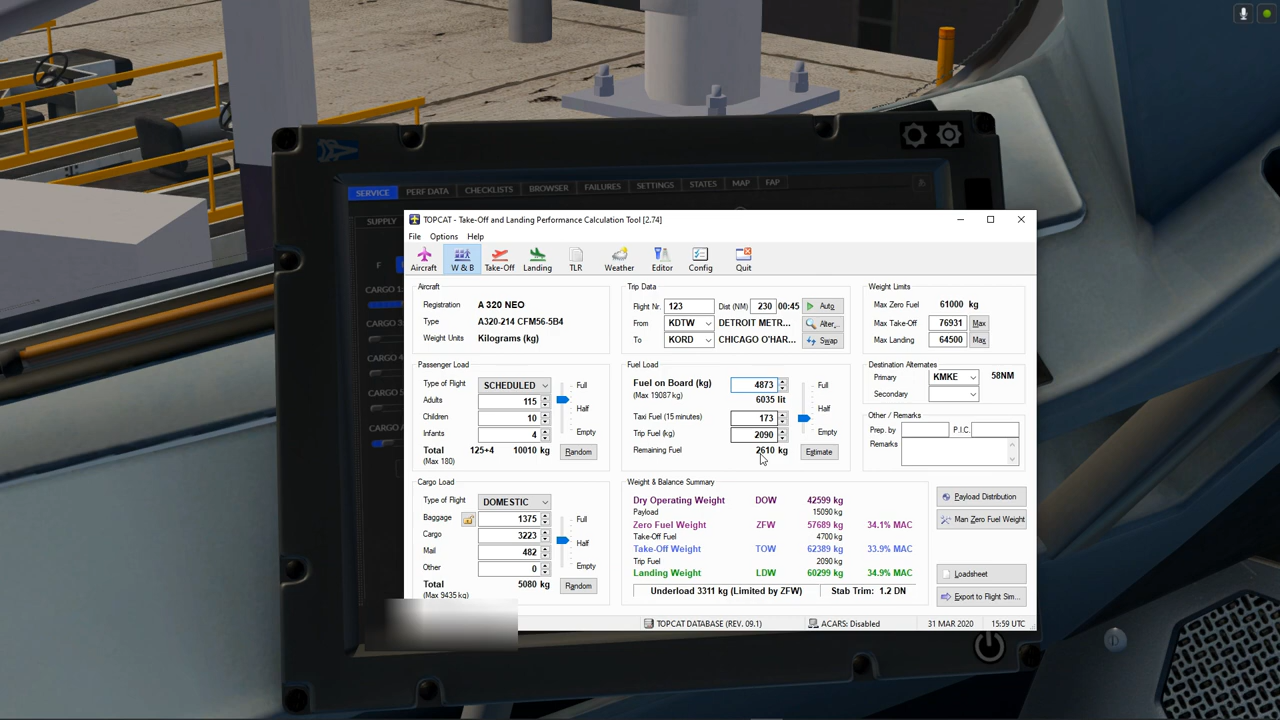 SERVICE PERF DATA CHECKLISTS BROWSER FAILURES SETTINGS STATES MAP FAP
SUPPLY
F
CARGO 1:
CARGO 3
CARGO 4
CARGO 5
CARGO
TOPCAT - Take-Off and Landing Performance Calculation Tool [2.74]
File Options Help
Aircraft W & B Take-Off Landing TLR Weather Editor Config Quit
Aircraft
Registration A 320 NEO
Type A320-214 CFM56-5B4
Weight Units Kilograms (kg)
Trip Data
Flight Nr. 123 Dist (NM) 230 00:45 Auto
From KDTW DETROIT METR... Alter...
To KORD CHICAGO O'HAR... Swap
Weight Limits
Max Zero Fuel 61000 kg
Max Take-Off 76931 Max
Max Landing 64500 Max
Passenger Load
Type of Flight SCHEDULED Full
Adults 115
Children 10 Half
Infants 4 Empty
Total 125+4 10010 kg Random
(Max 180)
Fuel Load
Fuel on Board (kg) 4873 Full
(Max 19087 kg) 6035 lit
Taxi Fuel (15 minutes) 173 Half
Trip Fuel (kg) 2090 Empty
Remaining Fuel 2610 kg Estimate
Destination Alternates
Primary KMKE 58NM
Secondary
Other / Remarks
Prep. by P.I.C.
Remarks
Cargo Load
Type of Flight DOMESTIC
Baggage 1375 Full
Cargo 3223 Half
Mail 482
Other 0 Empty
Total 5080 kg Random
(Max 9435 kg)
Weight & Balance Summary
Dry Operating Weight DOW 42599 kg
Payload 15090 kg
Zero Fuel Weight ZFW 57689 kg 34.1% MAC
Take-Off Fuel 4700 kg
Take-Off Weight TOW 62389 kg 33.9% MAC
Trip Fuel 2090 kg
Landing Weight LDW 60299 kg 34.9% MAC
Underload 3311 kg (Limited by ZFW) Stab Trim: 1.2 DN
Payload Distribution
Man Zero Fuel Weight
Loadsheet
Export to Flight Sim...
TOPCAT DATABASE (REV. 09.1) ACARS: Disabled 31 MAR 2020 15:59 UTC